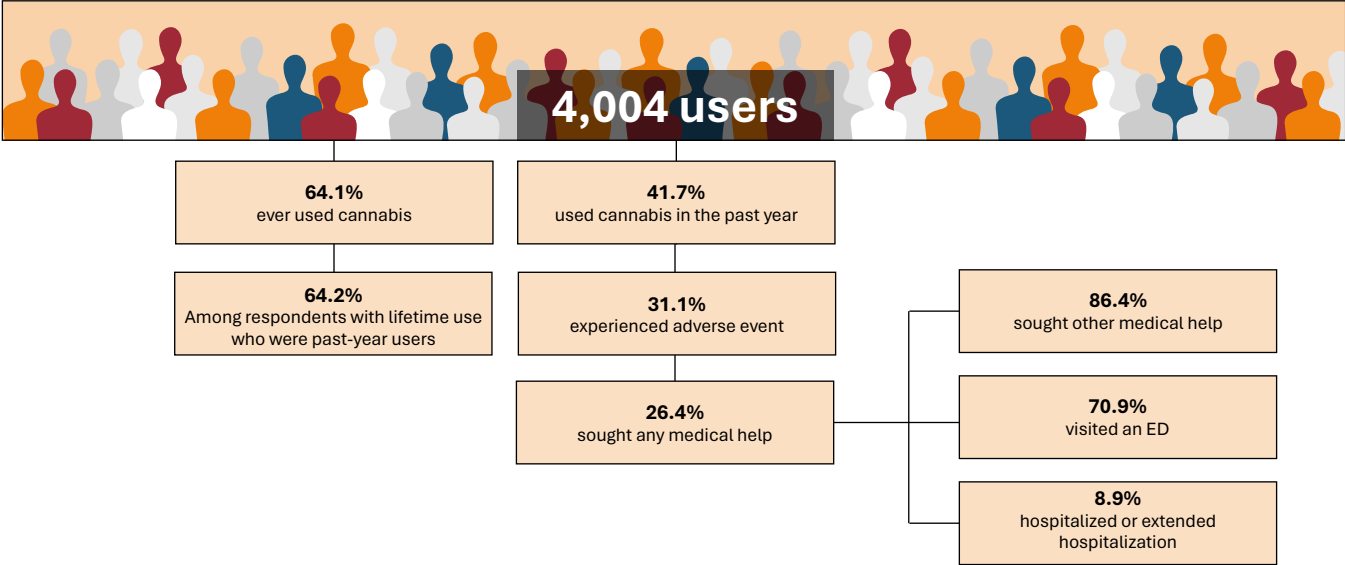 4,004 users
64.1%
ever used cannabis
64.2%
Among respondents with lifetime use
who were past-year users
41.7%
used cannabis in the past year
31.1%
experienced adverse event
26.4%
sought any medical help
86.4%
sought other medical help
70.9%
visited an ED
8.9%
hospitalized or extended
hospitalization